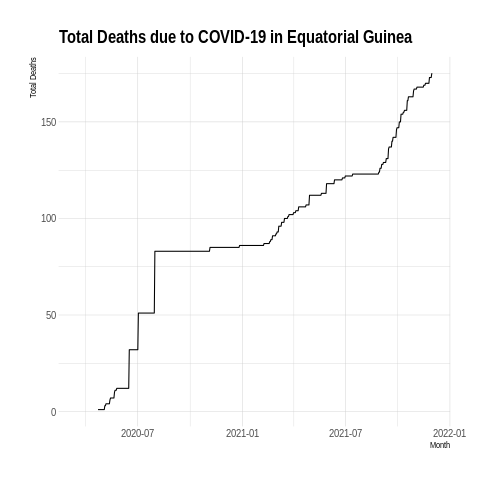 Total Deaths due to COVID-19 in Equatorial Guinea
Total Deaths
150
100
50
0
2020-07 2021-01 2021-07 2022-01
Month